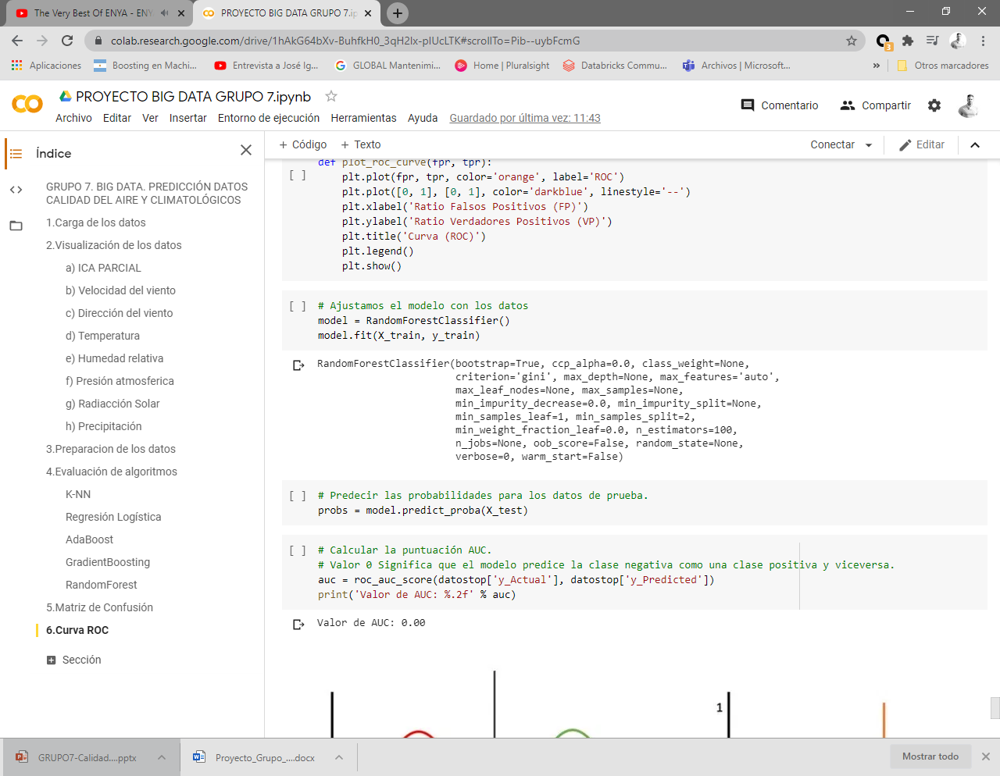 The Very Best Of ENYA - ENY
PROYECTO BIG DATA GRUPO 7.ip
colab.research.google.com/drive/1hAkG64bXv-BuhfkH0_3qH2Ix-pIUcLTK#scrollTo=Pib--uybFcmG
3
Aplicaciones
Boosting en Machi...
Entrevista a José Ig...
GLOBAL Mantenimi...
Home | Pluralsight
Databricks Commu...
Archivos | Microsoft...
»
Otros marcadores
PROYECTO BIG DATA GRUPO 7.ipynb
Archivo Editar Ver Insertar Entorno de ejecución Herramientas Ayuda Guardado por última vez: 11:43
Comentario
Compartir
Índice
+ Código + Texto
Conectar
Editar
GRUPO 7. BIG DATA. PREDICCIÓN DATOS
CALIDAD DEL AIRE Y CLIMATOLÓGICOS
1.Carga de los datos
2.Visualización de los datos
a) ICA PARCIAL
b) Velocidad del viento
c) Dirección del viento
d) Temperatura
e) Humedad relativa
f) Presión atmosferica
g) Radiacción Solar
h) Precipitación
3.Preparacion de los datos
4.Evaluación de algoritmos
K-NN
Regresión Logística
AdaBoost
GradientBoosting
RandomForest
5.Matriz de Confusión
6.Curva ROC
Sección
def plot_roc_curve(fpr, tpr):
[ ] plt.plot(fpr, tpr, color='orange', label='ROC')
plt.plot([0, 1], [0, 1], color='darkblue', linestyle='--')
plt.xlabel('Ratio Falsos Positivos (FP)')
plt.ylabel('Ratio Verdadores Positivos (VP)')
plt.title('Curva (ROC)')
plt.legend()
plt.show()
[ ] # Ajustamos el modelo con los datos
model = RandomForestClassifier()
model.fit(X_train, y_train)
RandomForestClassifier(bootstrap=True, ccp_alpha=0.0, class_weight=None,
criterion='gini', max_depth=None, max_features='auto',
max_leaf_nodes=None, max_samples=None,
min_impurity_decrease=0.0, min_impurity_split=None,
min_samples_leaf=1, min_samples_split=2,
min_weight_fraction_leaf=0.0, n_estimators=100,
n_jobs=None, oob_score=False, random_state=None,
verbose=0, warm_start=False)
[ ] # Predecir las probabilidades para los datos de prueba.
probs = model.predict_proba(X_test)
[ ] # Calcular la puntuación AUC.
# Valor 0 Significa que el modelo predice la clase negativa como una clase positiva y viceversa.
auc = roc_auc_score(datostop['y_Actual'], datostop['y_Predicted'])
print('Valor de AUC: %.2f' % auc)
Valor de AUC: 0.00
1
GRUPO7-Calidad....pptx
Proyecto_Grupo_....docx
Mostrar todo